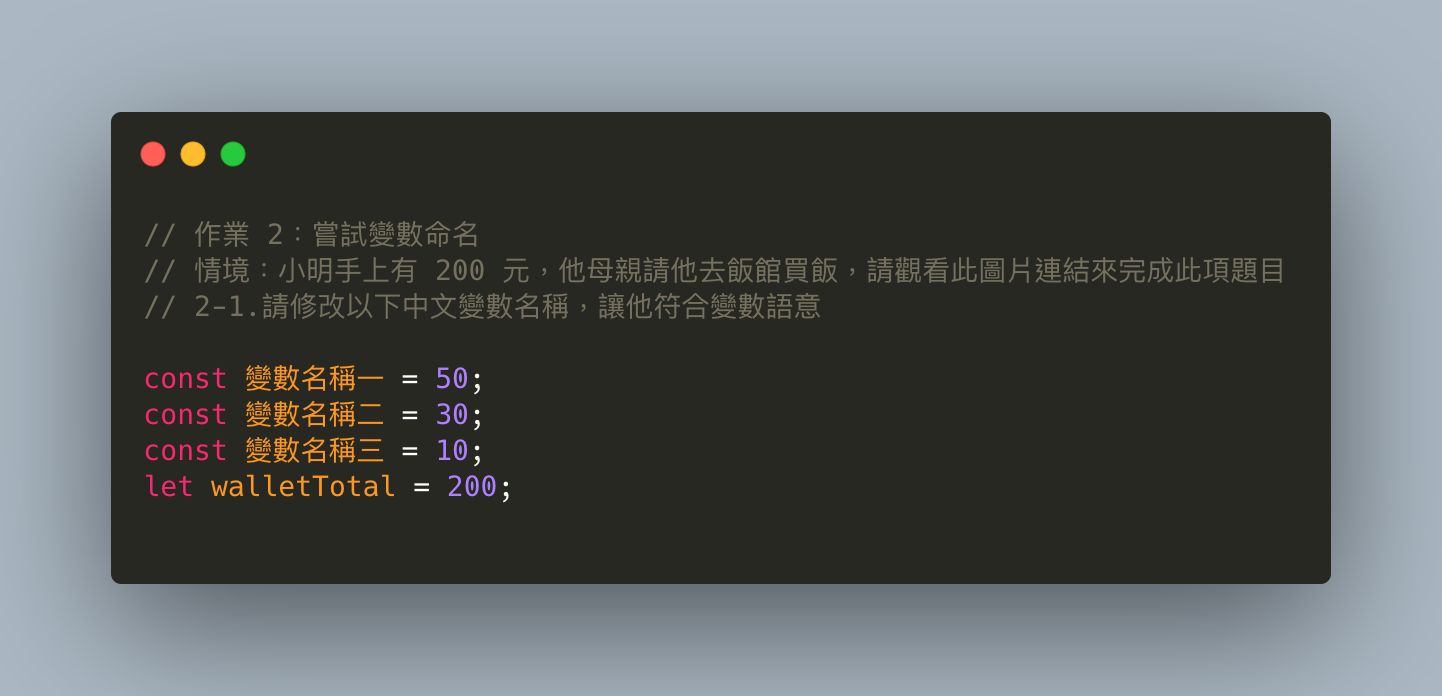 // 作業 2：嘗試變數命名
// 情境：小明手上有 200 元，他母親請他去飯館買飯，請觀看此圖片連結來完成此項題目
// 2-1.請修改以下中文變數名稱，讓他符合變數語意
const 變數名稱一 = 50;
const 變數名稱二 = 30;
const 變數名稱三 = 10;
let walletTotal = 200;